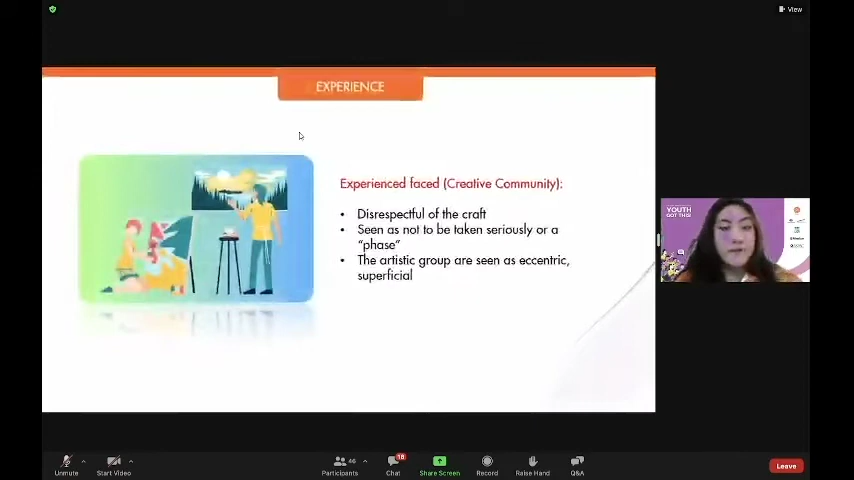 View
EXPERIENCE
Experienced faced (Creative Community):
• Disrespectful of the craft
• Seen as not to be taken seriously or a
"phase"
• The artistic group are seen as eccentric,
superficial
YOUTH
GOT THIS
Unmute
Start Video
46
Participants
18
Chat
Share Screen
Record
Raise Hand
Q&A
Leave